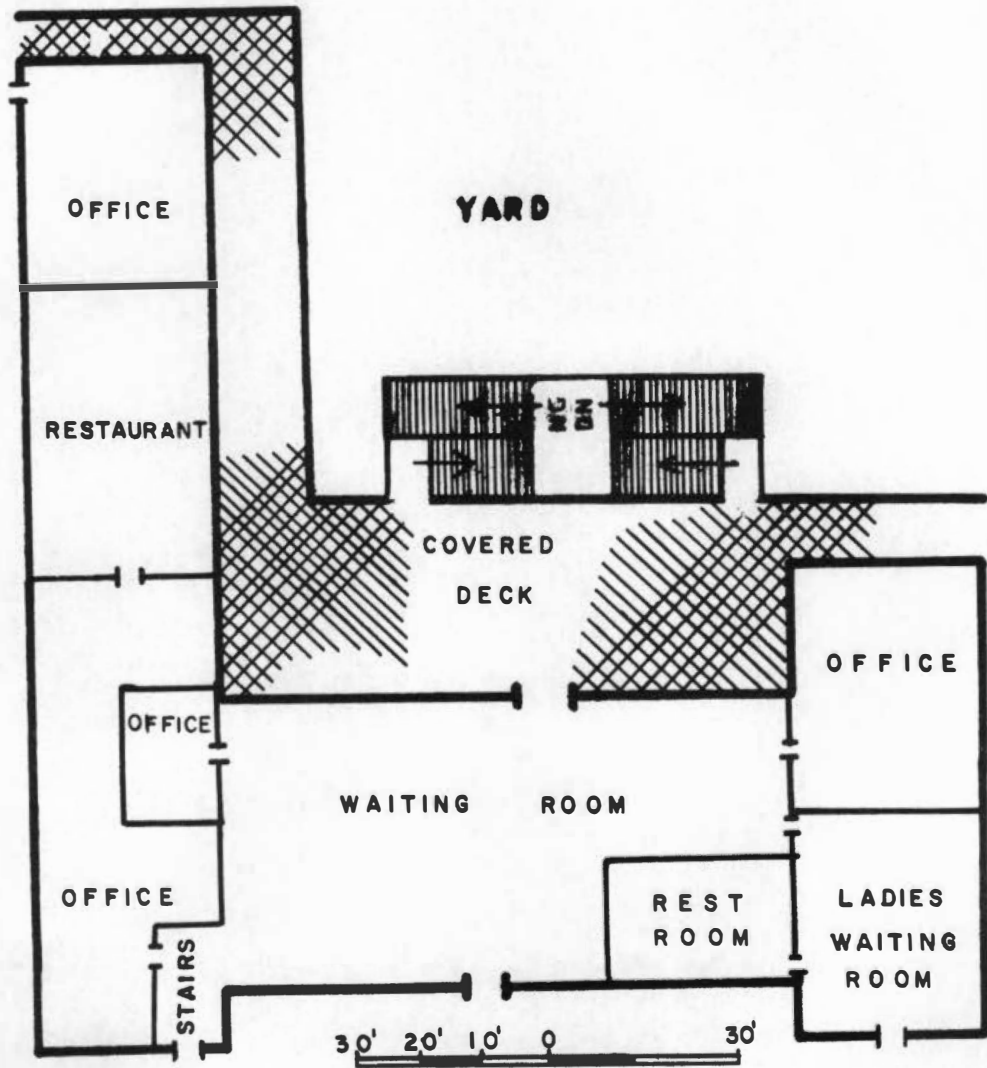 OFFICE
YARD
RESTAURANT
COVERED
DECK
OFFICE
OFFICE
WAITING ROOM
OFFICE
REST
ROOM
LADIES
WAITING
ROOM
STAIRS
30' 20' 10' 0 30'